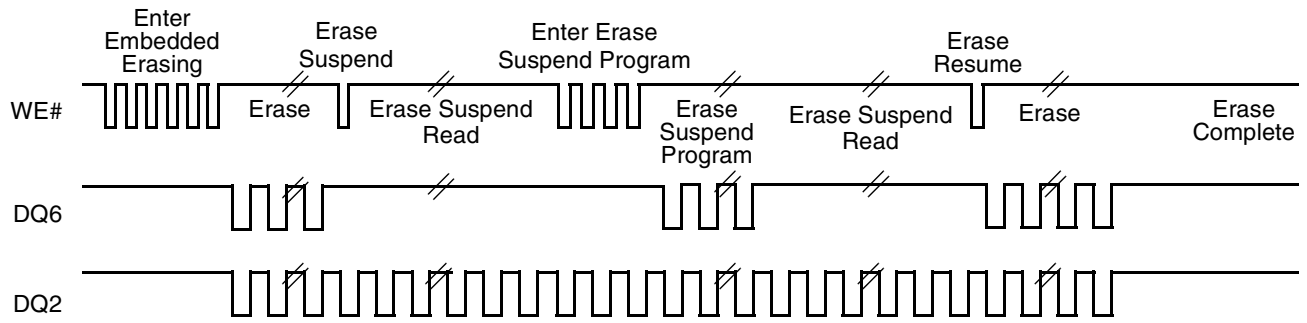 Enter
Embedded
Erasing
Erase
Suspend
Enter Erase
Suspend Program
Erase
Resume
WE#
Erase
Erase Suspend
Read
Erase
Suspend
Program
Erase Suspend
Read
Erase
Erase
Complete
DQ6
DQ2